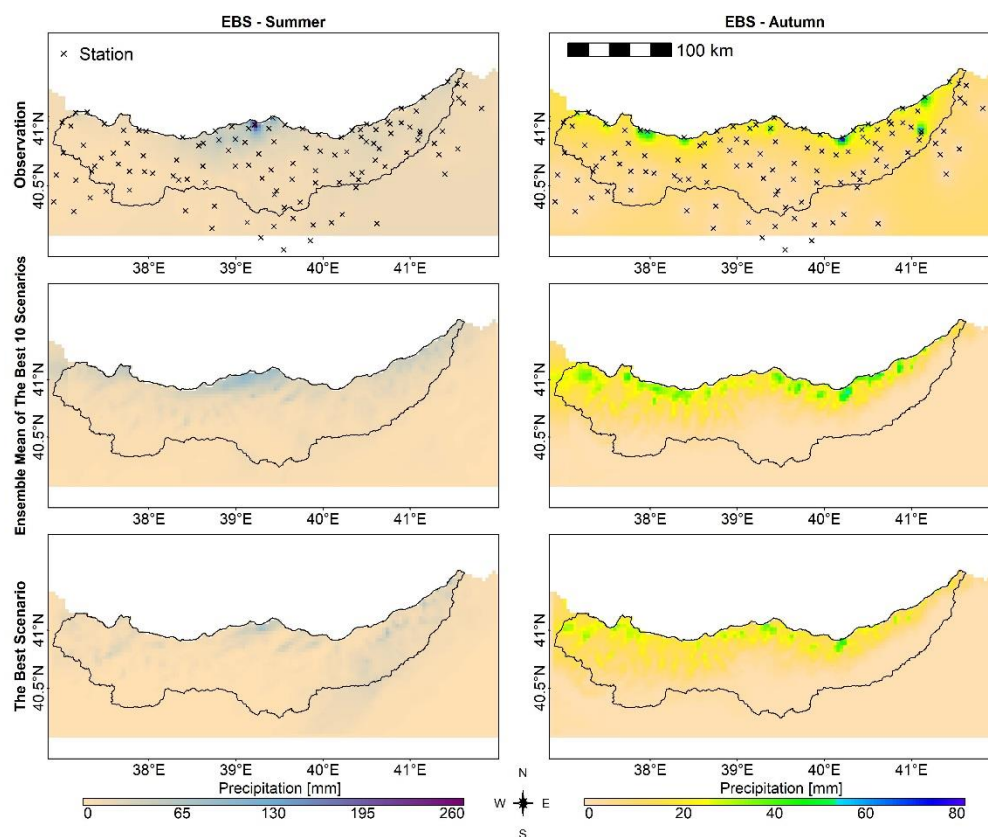 EBS - Summer
EBS - Autumn
× Station
100 km
Observation
41°N
40.5°N
38°E 39°E 40°E 41°E
38°E 39°E 40°E 41°E
41°N
40.5°N
Ensemble Mean of The Best 10 Scenarios
41°N
40.5°N
38°E 39°E 40°E 41°E
38°E 39°E 40°E 41°E
41°N
40.5°N
The Best Scenario
41°N
40.5°N
38°E 39°E 40°E 41°E
38°E 39°E 40°E 41°E
41°N
40.5°N
Precipitation [mm]
0 65 130 195 260
N
W E
S
Precipitation [mm]
0 20 40 60 80